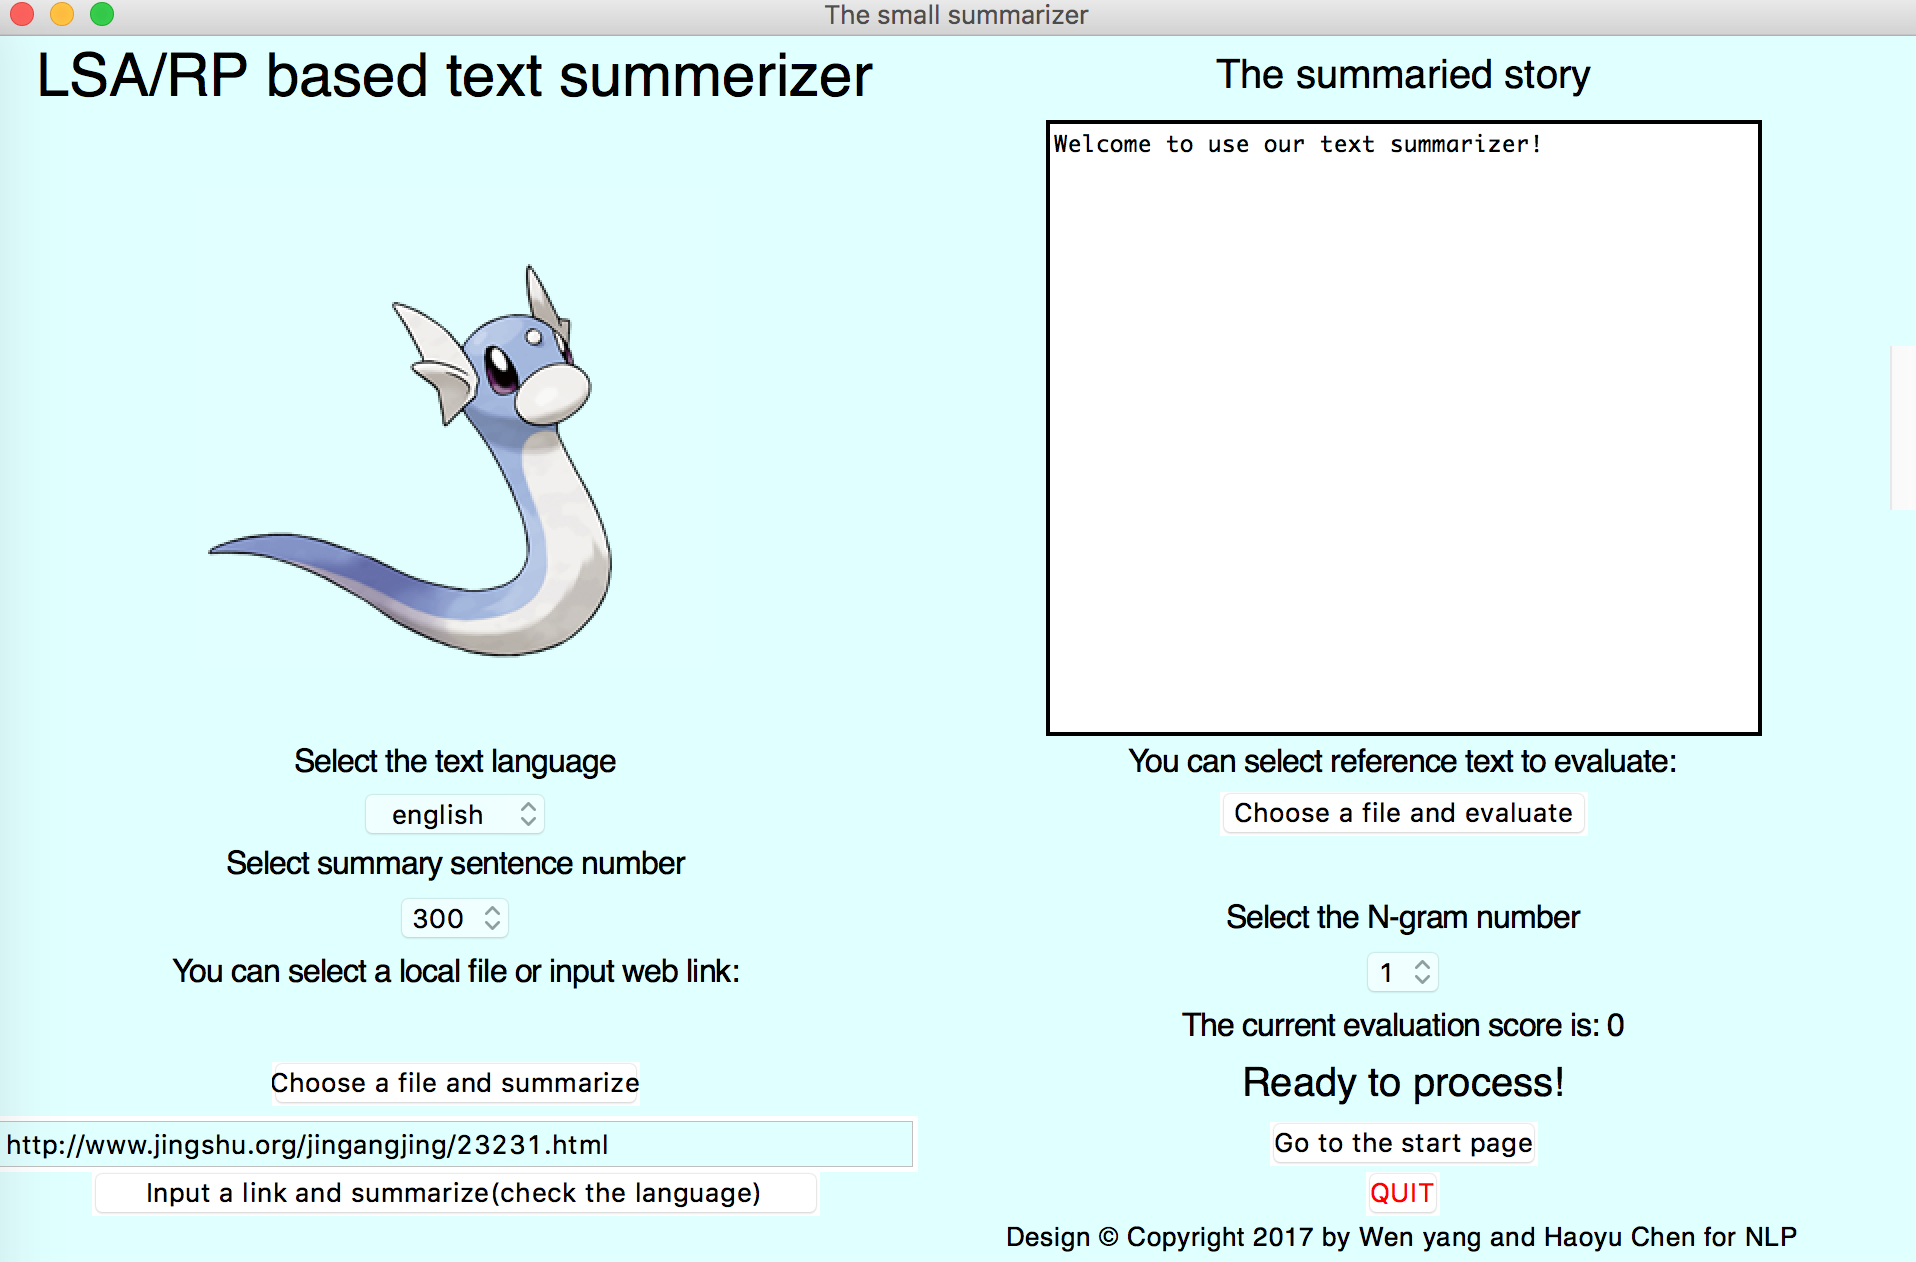 The small summarizer
LSA/RP based text summerizer
Select the text language
english
Select summary sentence number
300
You can select a local file or input web link:
Choose a file and summarize
http://www.jingshu.org/jingangjing/23231.html
Input a link and summarize(check the language)
The summaried story
Welcome to use our text summarizer!
You can select reference text to evaluate:
Choose a file and evaluate
Select the N-gram number
1
The current evaluation score is: 0
Ready to process!
Go to the start page
QUIT
Design © Copyright 2017 by Wen yang and Haoyu Chen for NLP